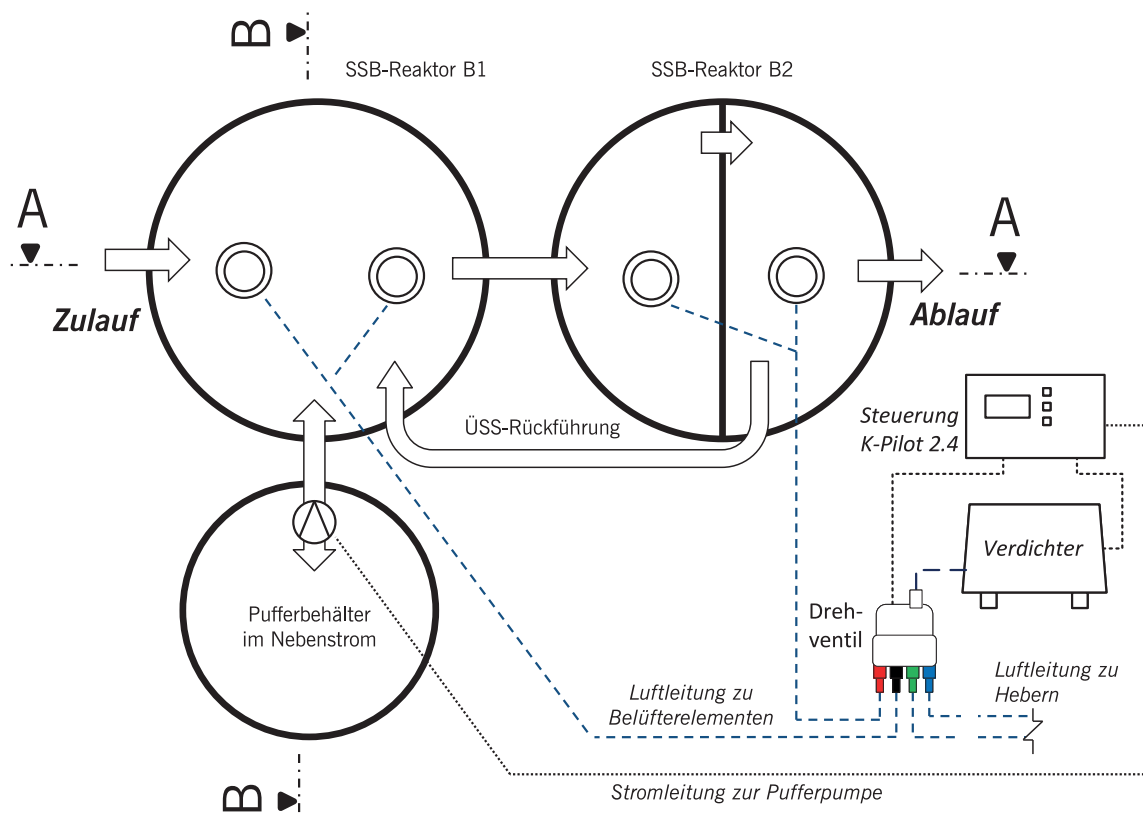 B
SSB-Reaktor B1
SSB-Reaktor B2
A
A
Zulauf
Ablauf
ÜSS-Rückführung
Steuerung
K-Pilot 2.4
Verdichter
Pufferbehälter
im Nebenstrom
Dreh-
ventil
Luftleitung zu
Hebern
Luftleitung zu
Belüfterelementen
B
Stromleitung zur Pufferpumpe